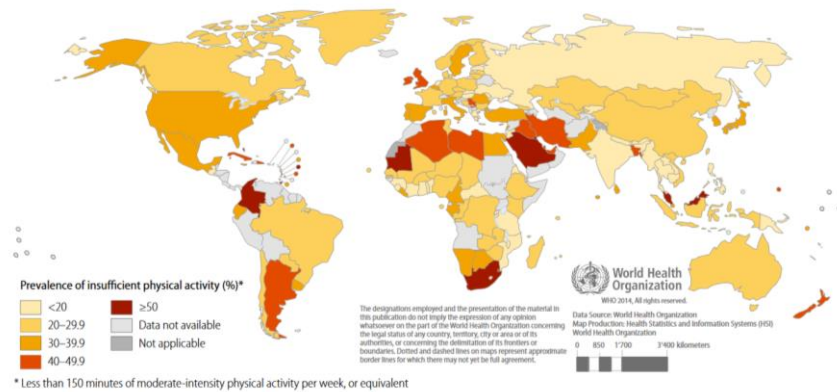 Prevalence of insufficient physical activity (%)*
<20
20–29.9
30–39.9
40–49.9
≥50
Data not available
Not applicable
The designations employed and the presentation of the material in
this publication do not imply the expression of any opinion
whatsoever on the part of the World Health Organization concerning
the legal status of any country, territory, city or area or of its
authorities, or concerning the delimitation of its frontiers or
boundaries. Dotted and dashed lines on maps represent approximate
border lines for which there may not yet be full agreement.
World Health
Organization
WHO 2014, All rights reserved.
Data Source: World Health Organization
Map Production: Health Statistics and Information Systems (HSI)
World Health Organization
0 850 1'700 3'400 kilometers
* Less than 150 minutes of moderate-intensity physical activity per week, or equivalent